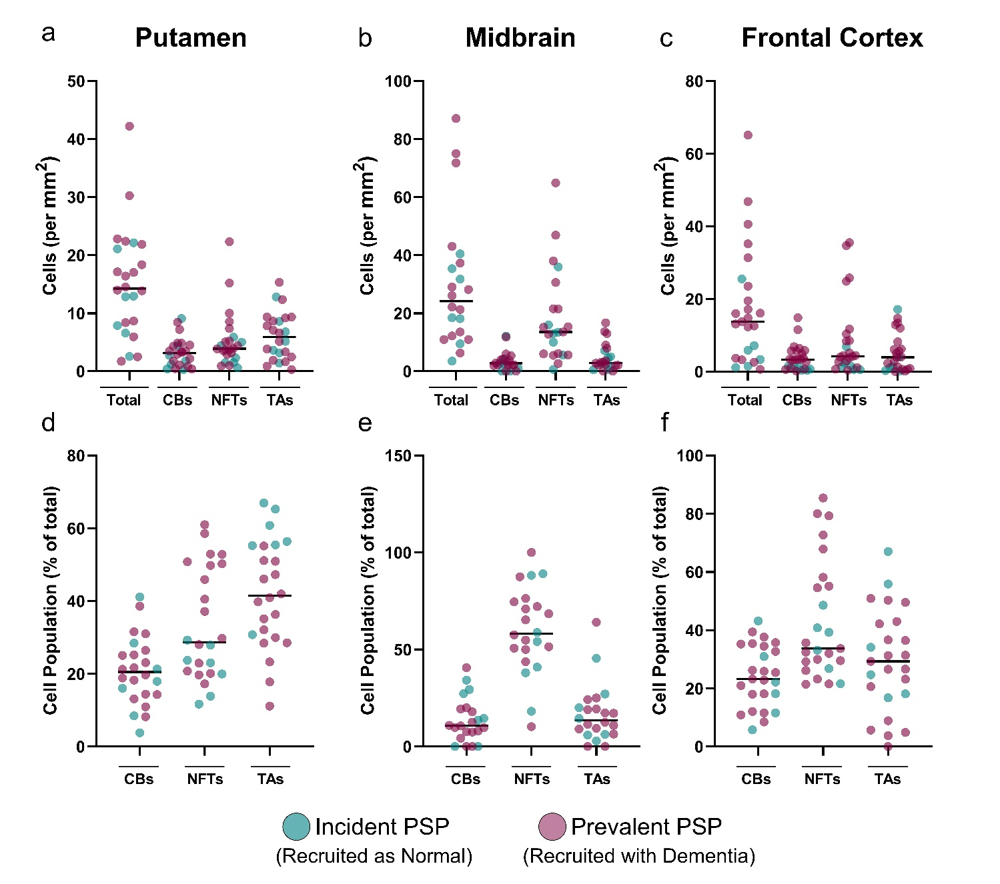 a Putamen b Midbrain c Frontal Cortex
Cells (per mm²)
50
40
30
20
10
0
Total CBs NFTs TAs
Cells (per mm²)
100
80
60
40
20
0
Total CBs NFTs TAs
Cells (per mm²)
80
60
40
20
0
Total CBs NFTs TAs
d e f
Cell Population (% of total)
80
60
40
20
0
CBs NFTs TAs
Cell Population (% of total)
150
100
50
0
CBs NFTs TAs
Cell Population (% of total)
100
80
60
40
20
0
CBs NFTs TAs
Incident PSP Prevalent PSP
(Recruited as Normal) (Recruited with Dementia)